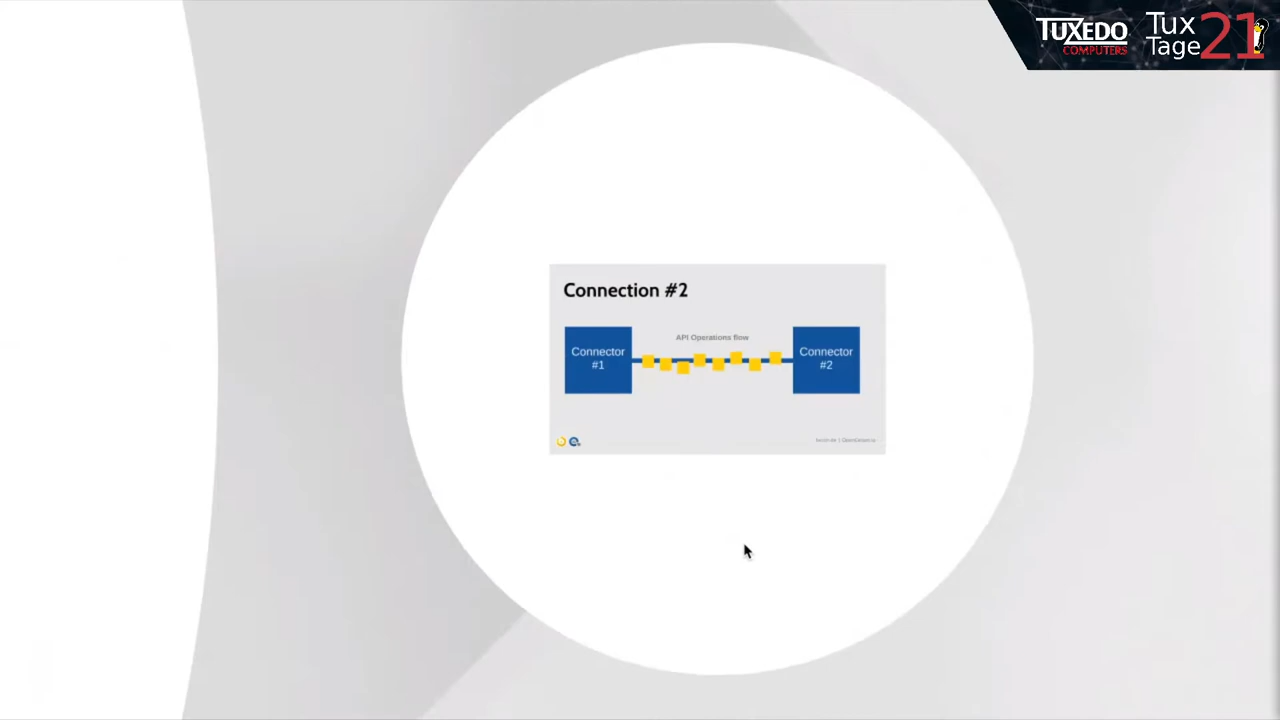 TUXEDO
COMPUTERS
Tux
Tage
21
Connection #2
API Operations flow
Connector
#1
Connector
#2